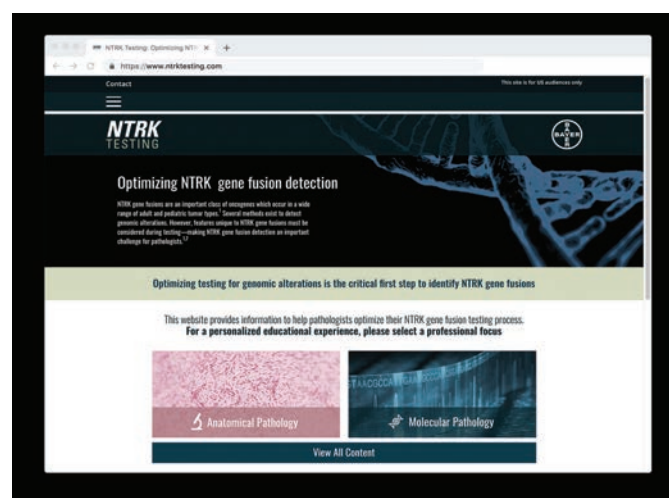 NTRK Testing: Optimizing NT
https://www.ntrktesting.com
Contact
This site is for US audiences only
NTRK
TESTING
BAYER
BAYER
Optimizing NTRK gene fusion detection
NTRK gene fusions are an important class of oncogenes which occur in a wide
range of adult and pediatric tumor types.1 Several methods exist to detect
genomic alterations. However, features unique to NTRK gene fusions must be
considered during testing—making NTRK gene fusion detection an important
challenge for pathologists.1,2
Optimizing testing for genomic alterations is the critical first step to identify NTRK gene fusions
This website provides information to help pathologists optimize their NTRK gene fusion testing process.
For a personalized educational experience, please select a professional focus
Anatomical Pathology
Molecular Pathology
View All Content